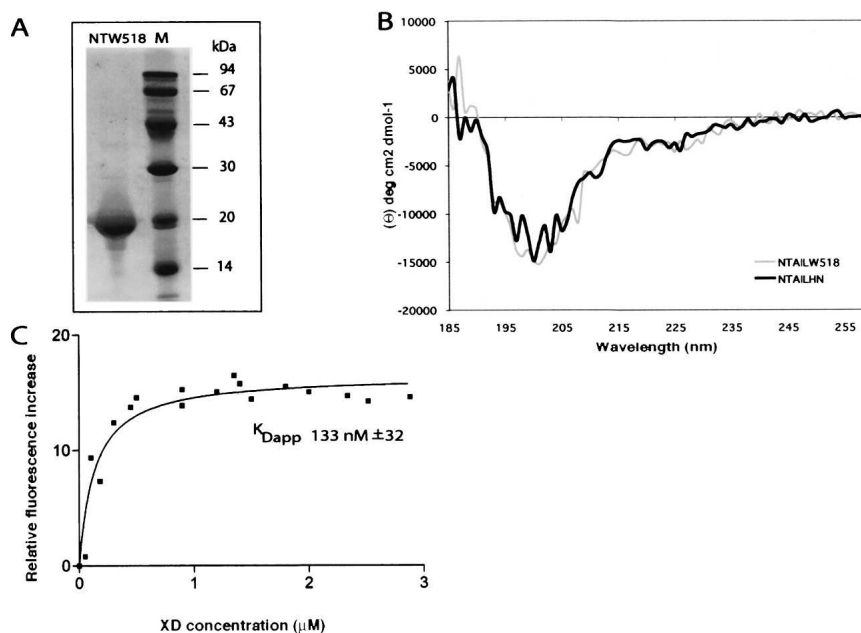 A
NTW518 M kDa
94
67
43
30
20
14
B
10000
5000
0
-5000
-10000
-15000
-20000
(Θ) deg cm2 dmol-1
NTAILW518
NTAILHN
185 195 205 215 225 235 245 255
Wavelength (nm)
C
20
10
0
Relative fluorescence increase
KDapp 133 nM ±32
0 1 2 3
XD concentration (μM)